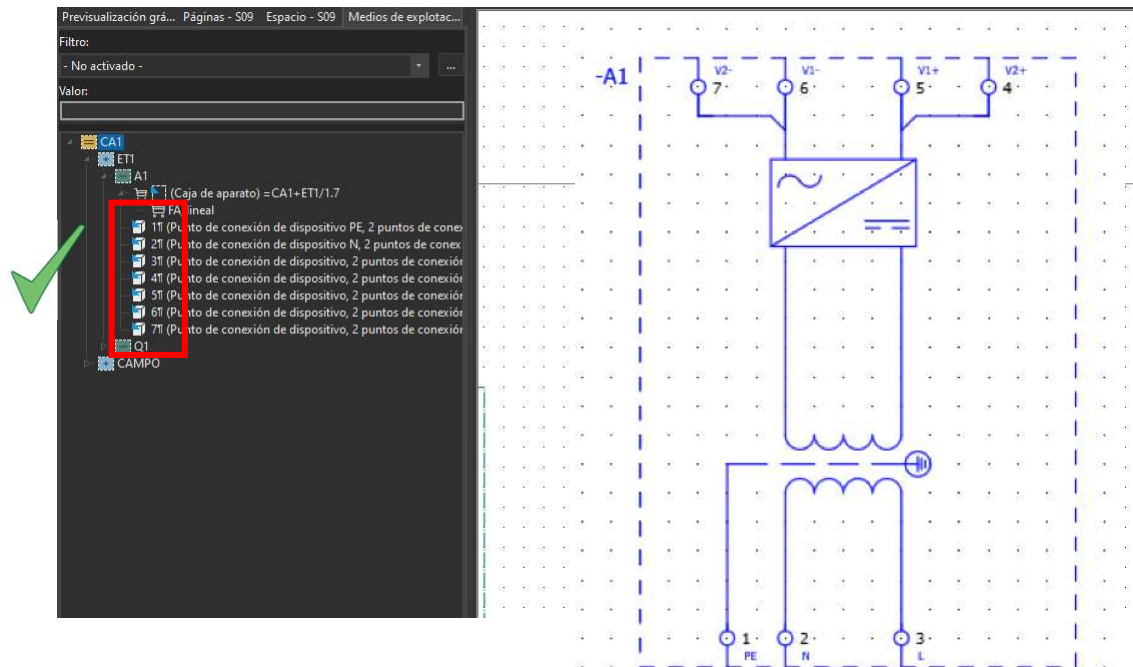 Previsualización grá... Páginas - S09 Espacio - S09 Medios de explotac...
Filtro:
- No activado -
...
Valor:
CA1
ET1
A1
(Caja de aparato) =CA1+ET1/1.7
FA lineal
1¶ (Punto de conexión de dispositivo PE, 2 puntos de conex
2¶ (Punto de conexión de dispositivo N, 2 puntos de conex
3¶ (Punto de conexión de dispositivo, 2 puntos de conexión
4¶ (Punto de conexión de dispositivo, 2 puntos de conexión
5¶ (Punto de conexión de dispositivo, 2 puntos de conexión
6¶ (Punto de conexión de dispositivo, 2 puntos de conexión
7¶ (Punto de conexión de dispositivo, 2 puntos de conexión
Q1
CAMPO
-A1
V2- V1- V1+ V2+
7 6 5 4
1 2 3
PE N L